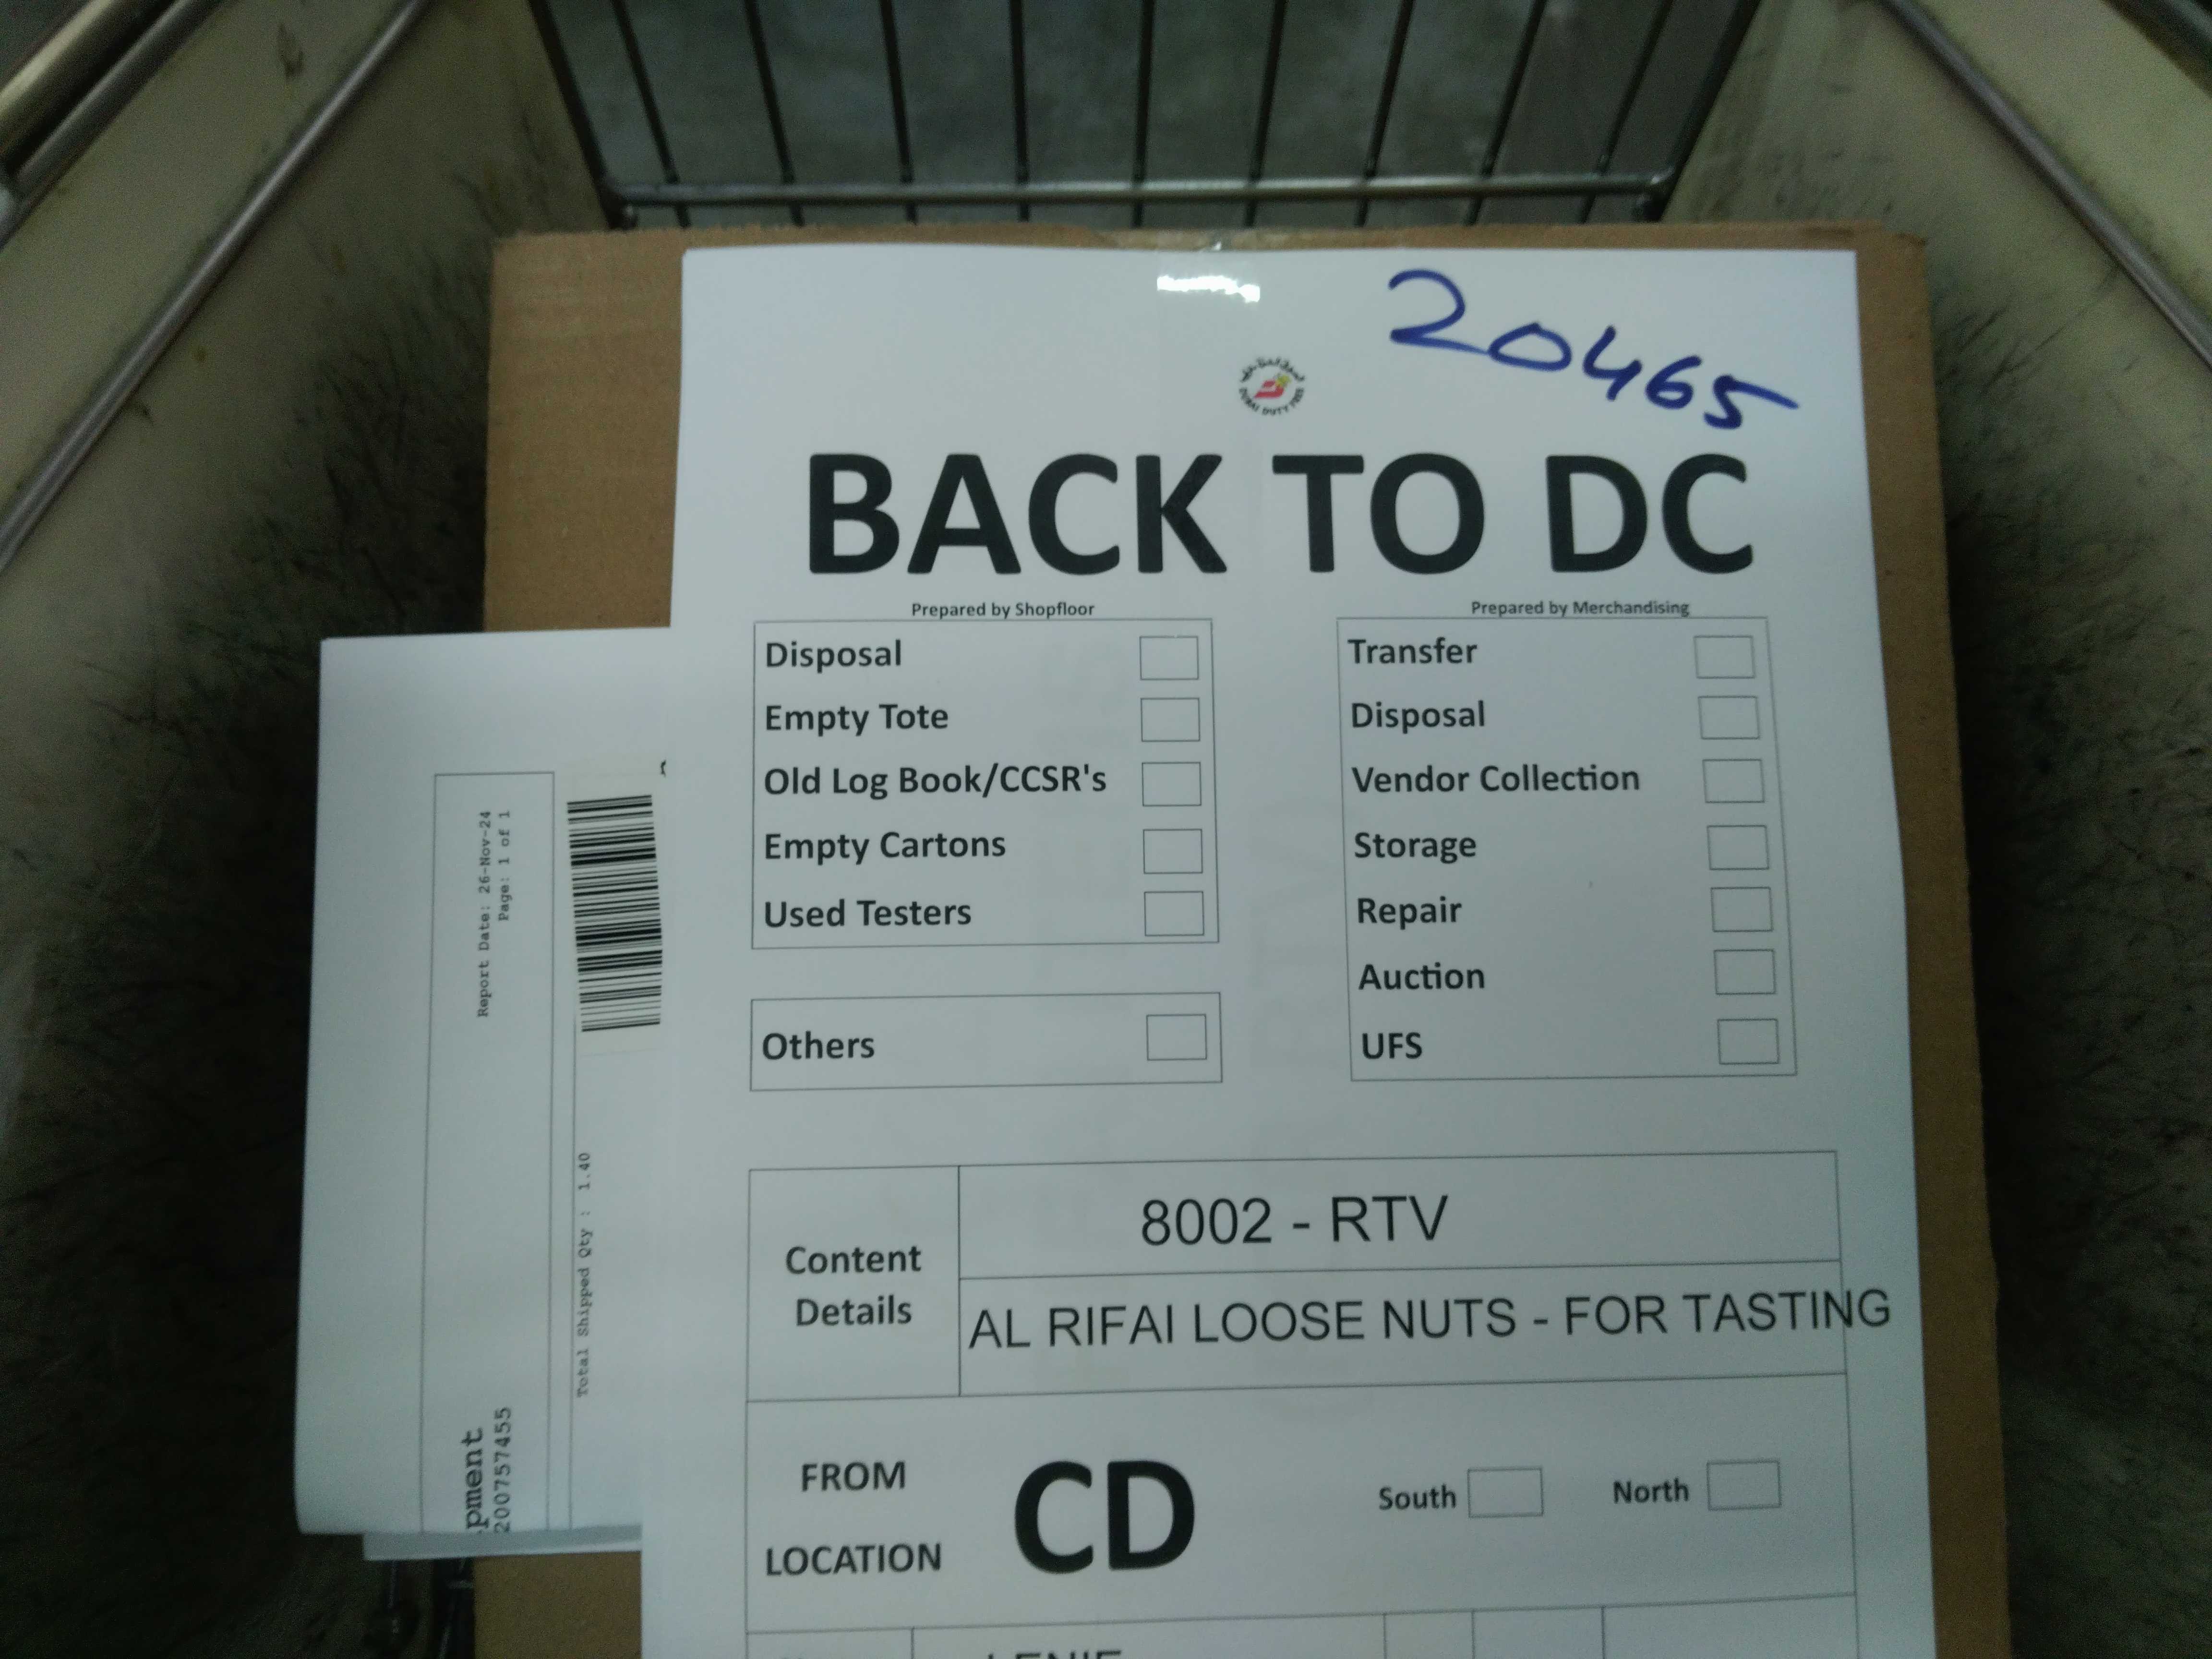 20465
DUBAI DUTY FREE
BACK TO DC
Prepared by Shopfloor
Disposal
Empty Tote
Old Log Book/CCSR's
Empty Cartons
Used Testers
Others
Prepared by Merchandising
Transfer
Disposal
Vendor Collection
Storage
Repair
Auction
UFS
Content Details
8002 - RTV
AL RIFAI LOOSE NUTS - FOR TASTING
FROM LOCATION
CD
South
North
Report Date: 26-Nov-24
Page: 1 of 1
Total Shipped Qty : 1.40
pment
200757455